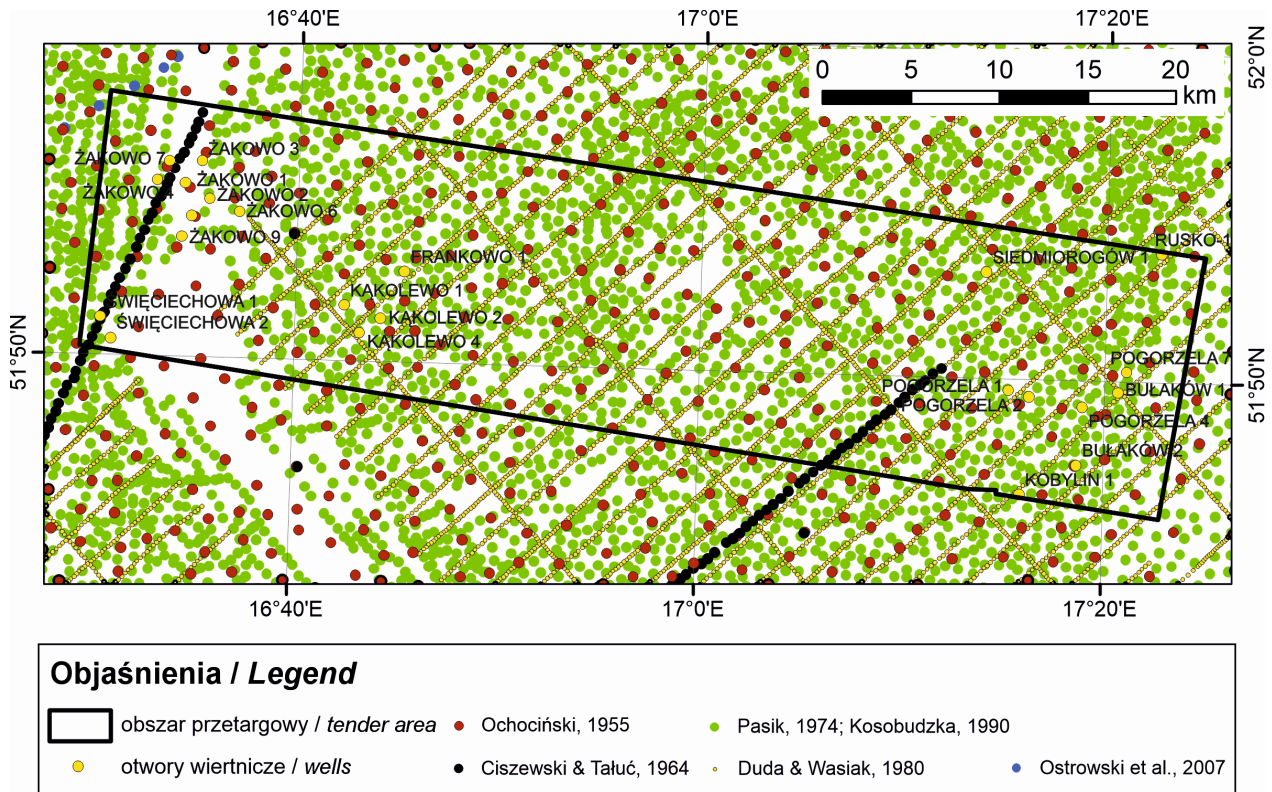 16°40'E 17°0'E 17°20'E
52°0'N
0 5 10 15 20
km
ŻAKOWO 3
ŻAKOWO 7
ŻAKOWO 1
ŻAKOWO 4
ŻAKOWO 2
ŻAKOWO 6
ŻAKOWO 9
RUSKO 1
FRANKOWO 1
SIEDMIOROGÓW 1
KĄKOLEWO 1
ŚWIĘCIECHOWA 1
KĄKOLEWO 2
ŚWIĘCIECHOWA 2
KĄKOLEWO 4
51°50'N
POGORZELA 7
POGORZELA 1
BUŁAKÓW 1
51°50'N
POGORZELA 2
POGORZELA 4
BUŁAKÓW 2
KOBYLIN 1
16°40'E 17°0'E 17°20'E
Objaśnienia / Legend
obszar przetargowy / tender area
Ochociński, 1955
Pasik, 1974; Kosobudzka, 1990
otwory wiertnicze / wells
Ciszewski & Tałuć, 1964
Duda & Wasiak, 1980
Ostrowski et al., 2007